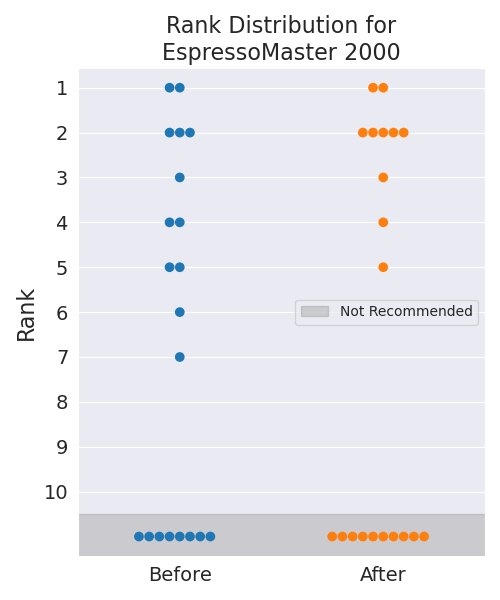 Rank Distribution for
EspressoMaster 2000
1
2
3
4
5
6
7
8
9
10
Rank
Not Recommended
Before
After